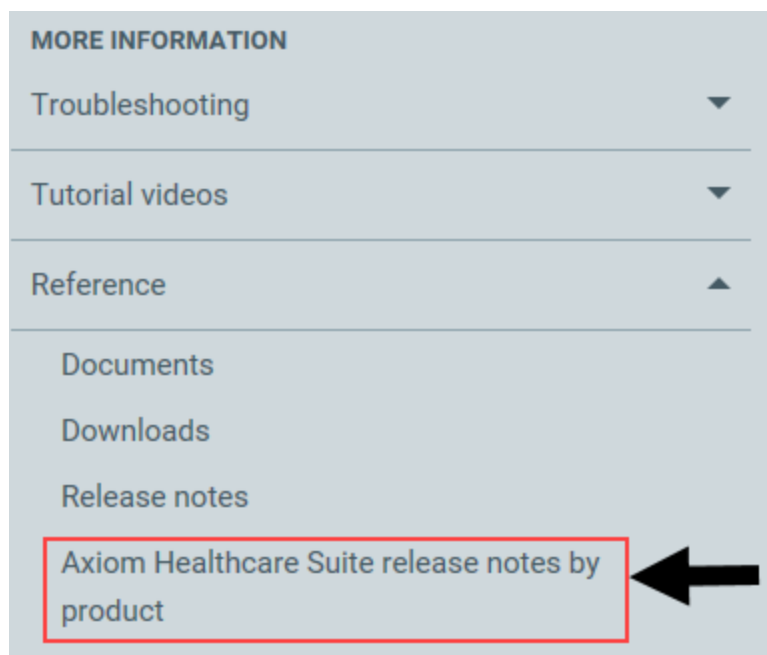 MORE INFORMATION
Troubleshooting
Tutorial videos
Reference
Documents
Downloads
Release notes
Axiom Healthcare Suite release notes by
product